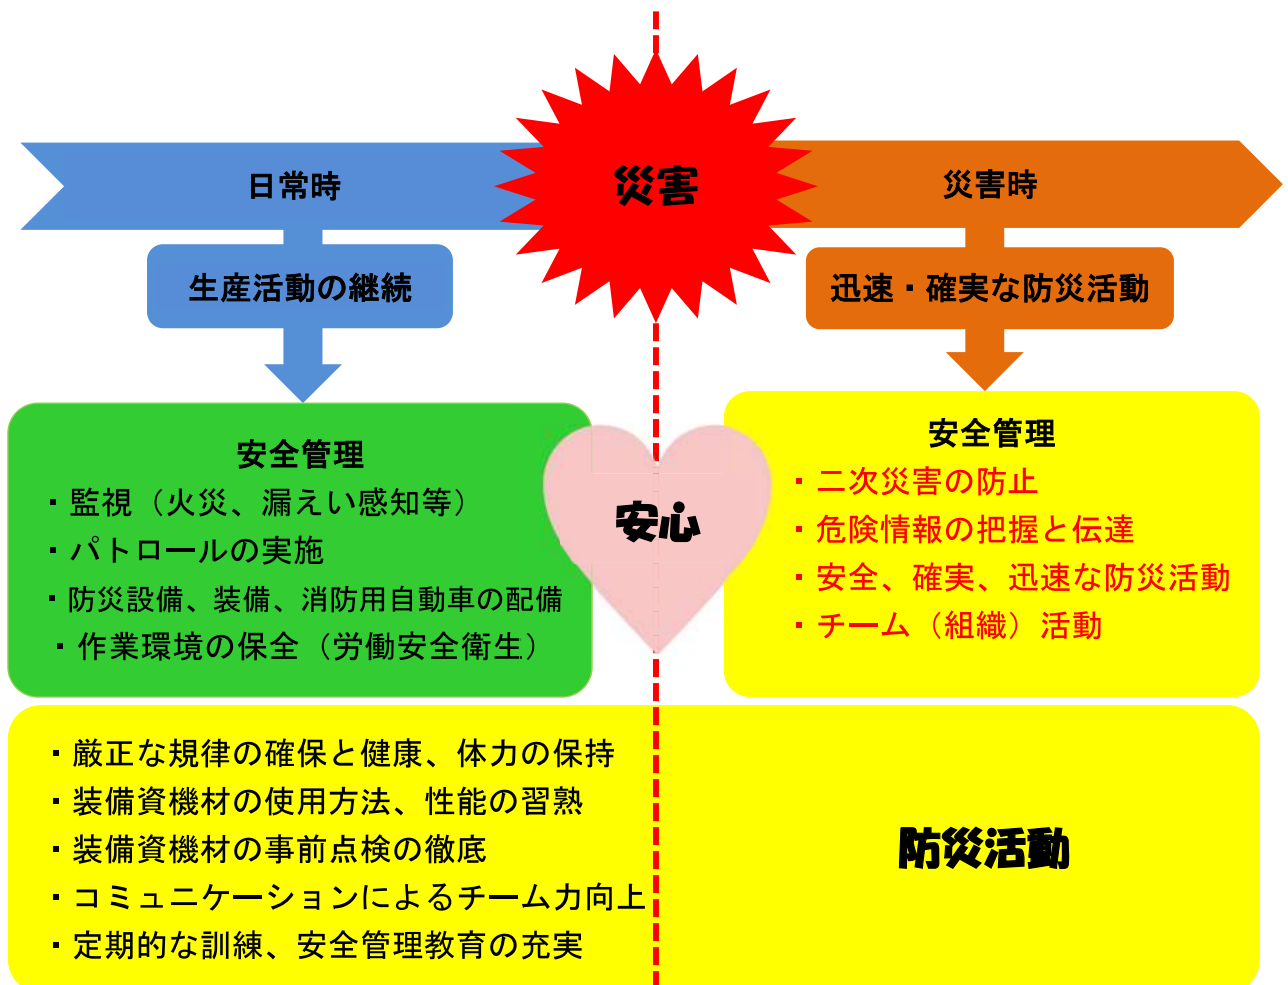 災害
日常時
災害時
生産活動の継続
迅速・確実な防災活動
安全管理
・監視（火災、漏えい感知等）
・パトロールの実施
・防災設備、装備、消防用自動車の配備
・作業環境の保全（労働安全衛生）
安心
安全管理
・二次災害の防止
・危険情報の把握と伝達
・安全、確実、迅速な防災活動
・チーム（組織）活動
・厳正な規律の確保と健康、体力の保持
・装備資機材の使用方法、性能の習熟
・装備資機材の事前点検の徹底
・コミュニケーションによるチーム力向上
・定期的な訓練、安全管理教育の充実
防災活動